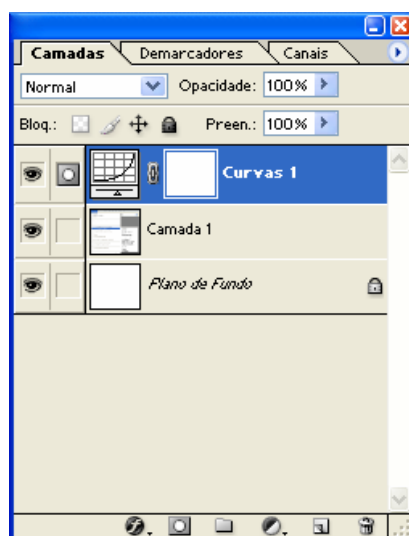 Camadas Demarcadores Canais
Normal Opacidade: 100%
Bloq.: Preen.: 100%
Curvas 1
Camada 1
Plano de Fundo